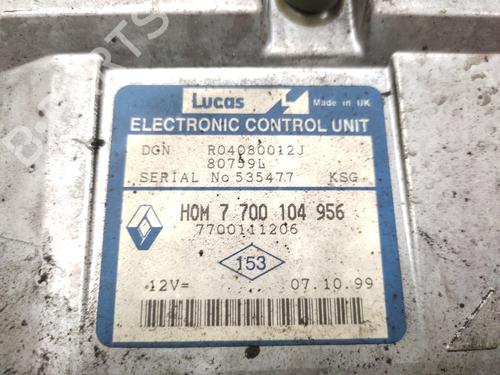 Lucas Made in UK
ELECTRONIC CONTROL UNIT
DGN R04080012J
80759L
SERIAL No 535477 KSG
HOM 7 700 104 956
7700111206
153
12V= 07.10.99